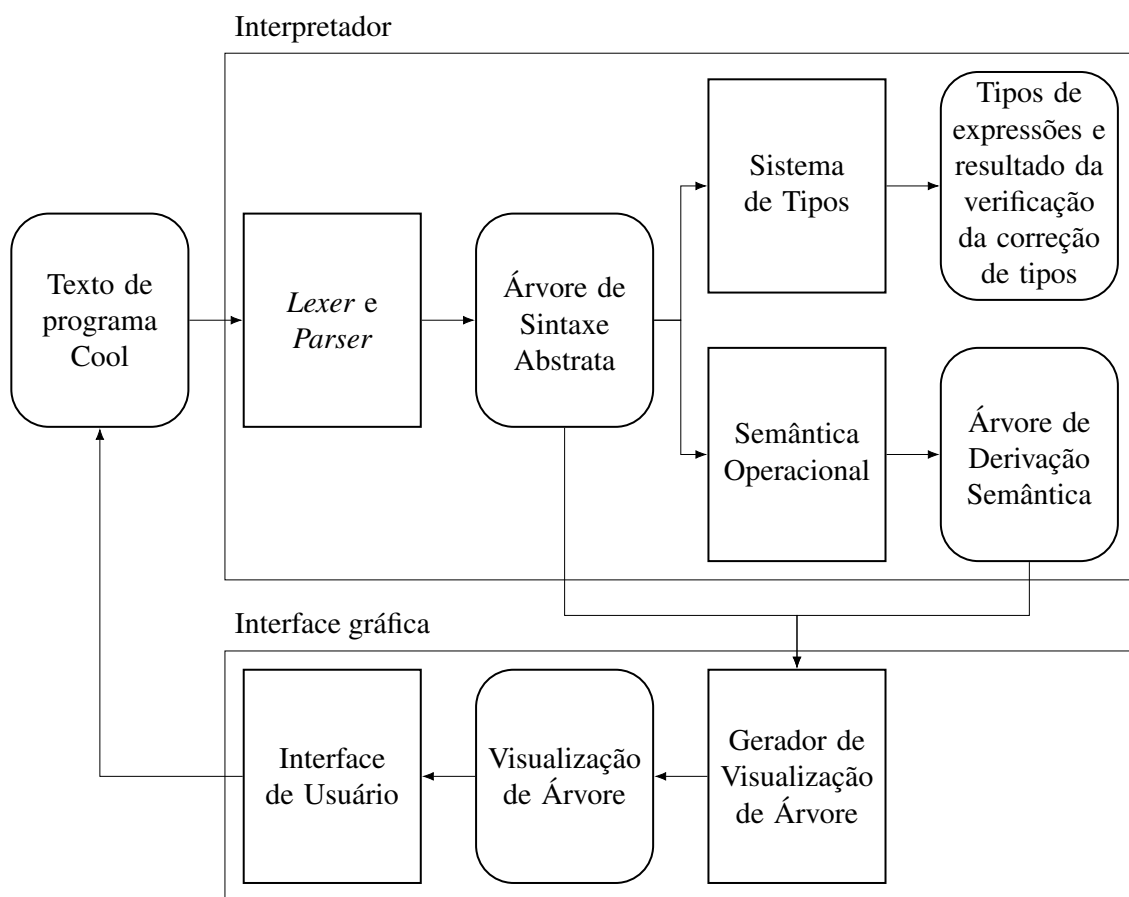 Interpretador
Texto de
programa
Cool
Lexer e
Parser
Árvore de
Sintaxe
Abstrata
Sistema
de Tipos
Tipos de
expressões e
resultado da
verificação
da correção
de tipos
Semântica
Operacional
Árvore de
Derivação
Semântica
Interface gráfica
Interface
de Usuário
Visualização
de Árvore
Gerador de
Visualização
de Árvore